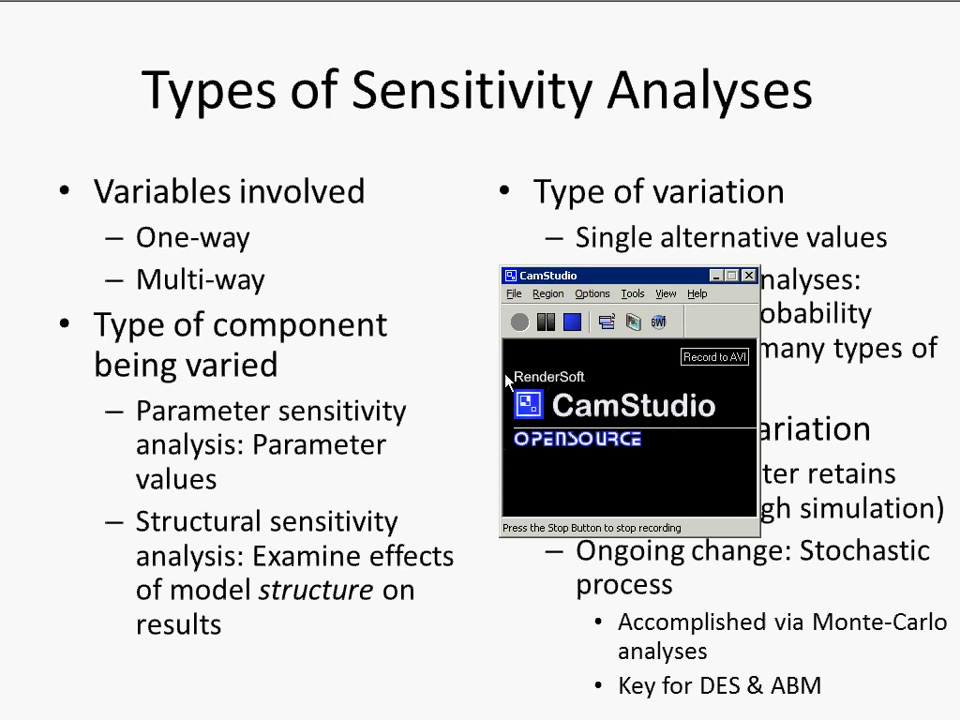 Types of Sensitivity Analyses
• Variables involved
– One-way
– Multi-way
• Type of component
being varied
– Parameter sensitivity
analysis: Parameter
values
– Structural sensitivity
analysis: Examine effects
of model structure on
results
• Type of variation
– Single alternative values
nalyses:
obability
many types of
ariation
ter retains
gh simulation)
– Ongoing change: Stochastic
process
• Accomplished via Monte-Carlo
analyses
• Key for DES & ABM
CamStudio
File Region Options Tools View Help
SWF
Record to AVI
RenderSoft
CamStudio
OPENSOURCE
Press the Stop Button to stop recording